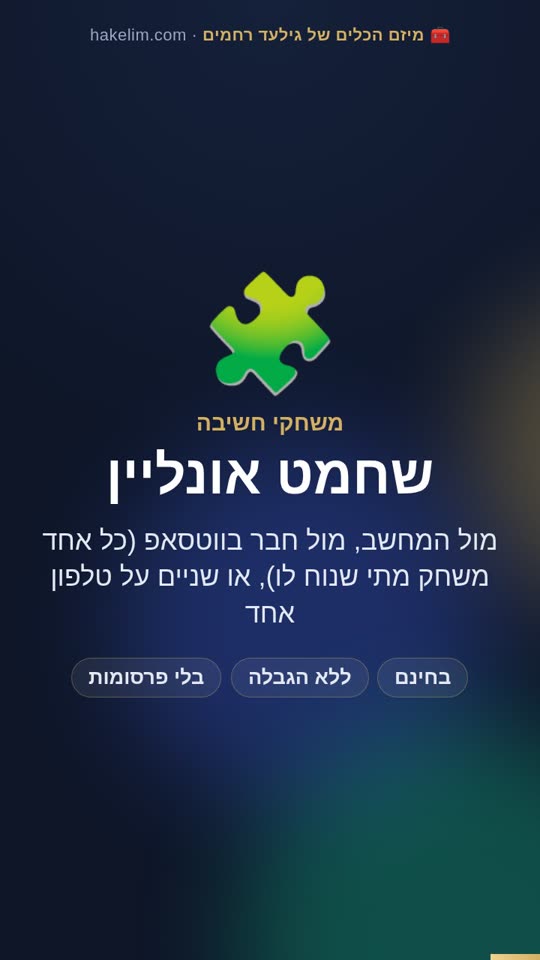 🧰 מיזם הכלים של גילעד רחמים · hakelim.com
משחקי חשיבה
שחמט אונליין
מול המחשב, מול חבר בווטסאפ (כל אחד
משחק מתי שנוח לו), או שניים על טלפון
אחד
בחינם
ללא הגבלה
בלי פרסומות